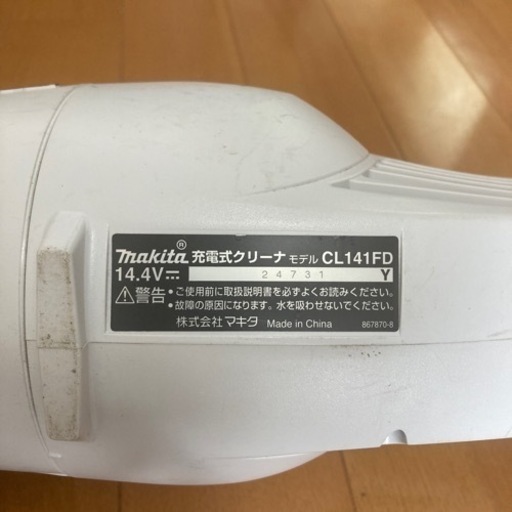 makita® 充電式クリーナ モデル CL141FD
14.4V⎓ 24731 Y
⚠警告 ●ご使用前に取扱説明書を必ずよくお読みください。
●故障の原因になります。水を吸わせないでください。
株式会社 マキタ Made in China 867870-8